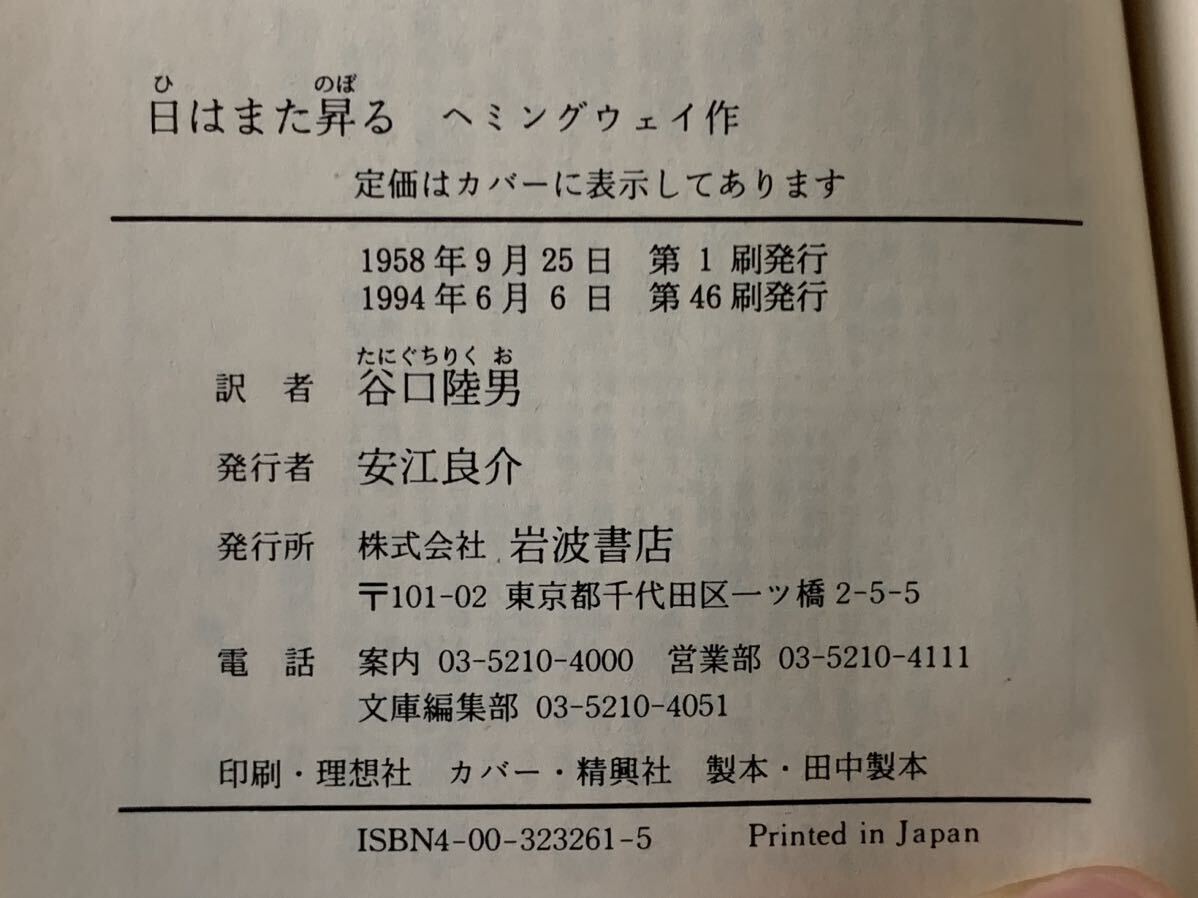 ひ のぼ
日はまた昇る ヘミングウェイ作
定価はカバーに表示してあります
1958年9月25日 第1刷発行
1994年6月6日 第46刷発行
たにぐちりくお
訳者 谷口陸男
発行者 安江良介
発行所 株式会社 岩波書店
〒101-02 東京都千代田区一ツ橋2-5-5
電話 案内 03-5210-4000 営業部 03-5210-4111
文庫編集部 03-5210-4051
印刷・理想社 カバー・精興社 製本・田中製本
ISBN4-00-323261-5 Printed in Japan